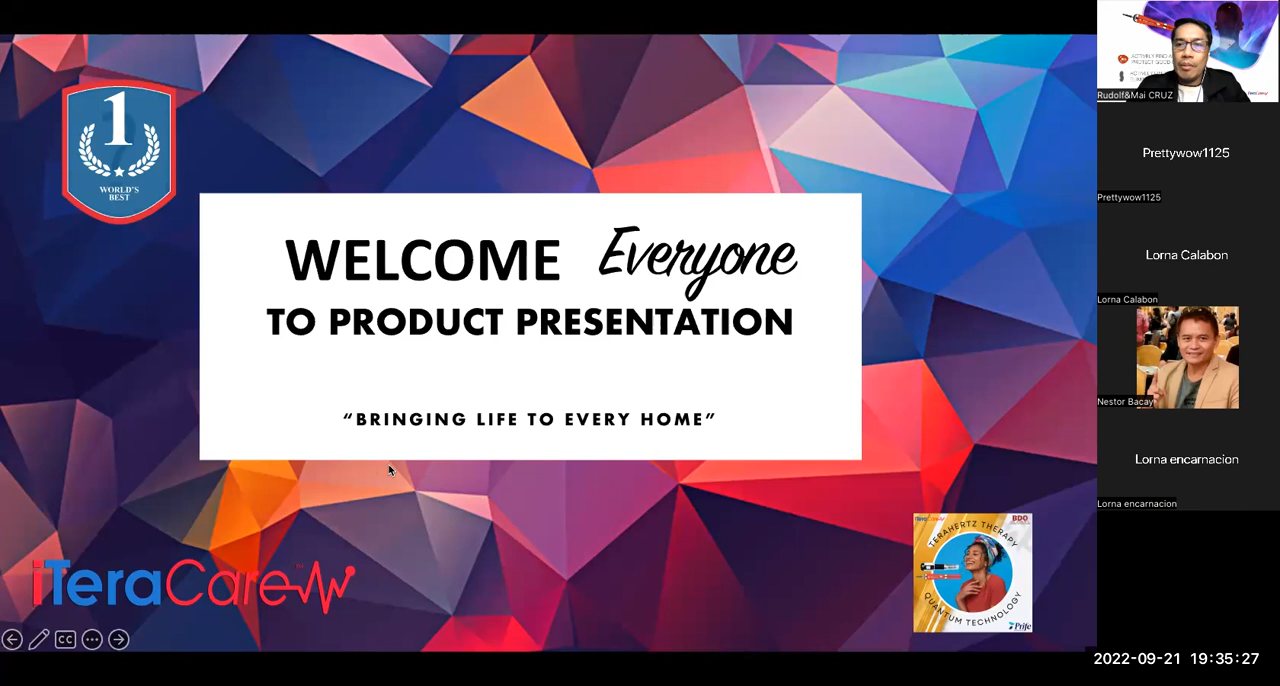 1
WORLD'S
BEST
WELCOME Everyone
TO PRODUCT PRESENTATION
“BRINGING LIFE TO EVERY HOME”
iTeraCare
TERAHERTZ THERAPY
QUANTUM TECHNOLOGY
BDO
Prife
CC
Rudolf&Mai CRUZ
Prettywow1125
Prettywow1125
Lorna Calabon
Lorna Calabon
Nestor Bacay
Lorna encarnacion
Lorna encarnacion
2022-09-21 19:35:27